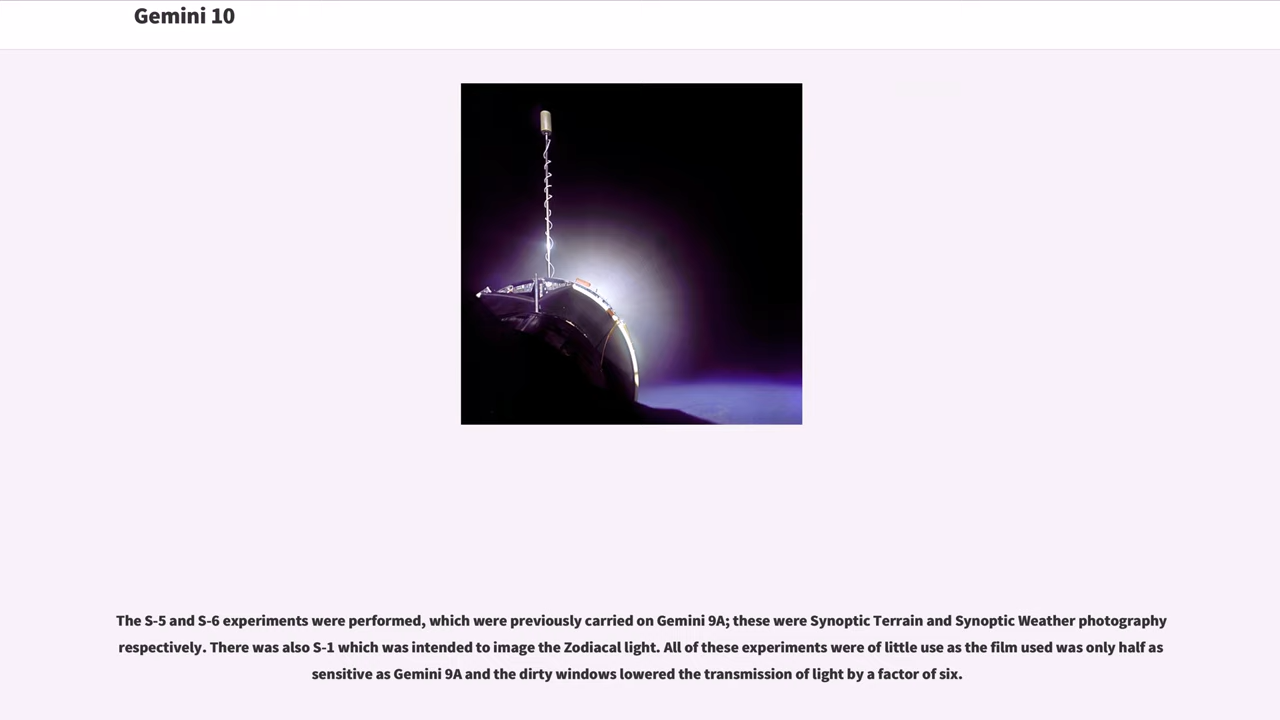 Gemini 10
The S-5 and S-6 experiments were performed, which were previously carried on Gemini 9A; these were Synoptic Terrain and Synoptic Weather photography
respectively. There was also S-1 which was intended to image the Zodiacal light. All of these experiments were of little use as the film used was only half as
sensitive as Gemini 9A and the dirty windows lowered the transmission of light by a factor of six.